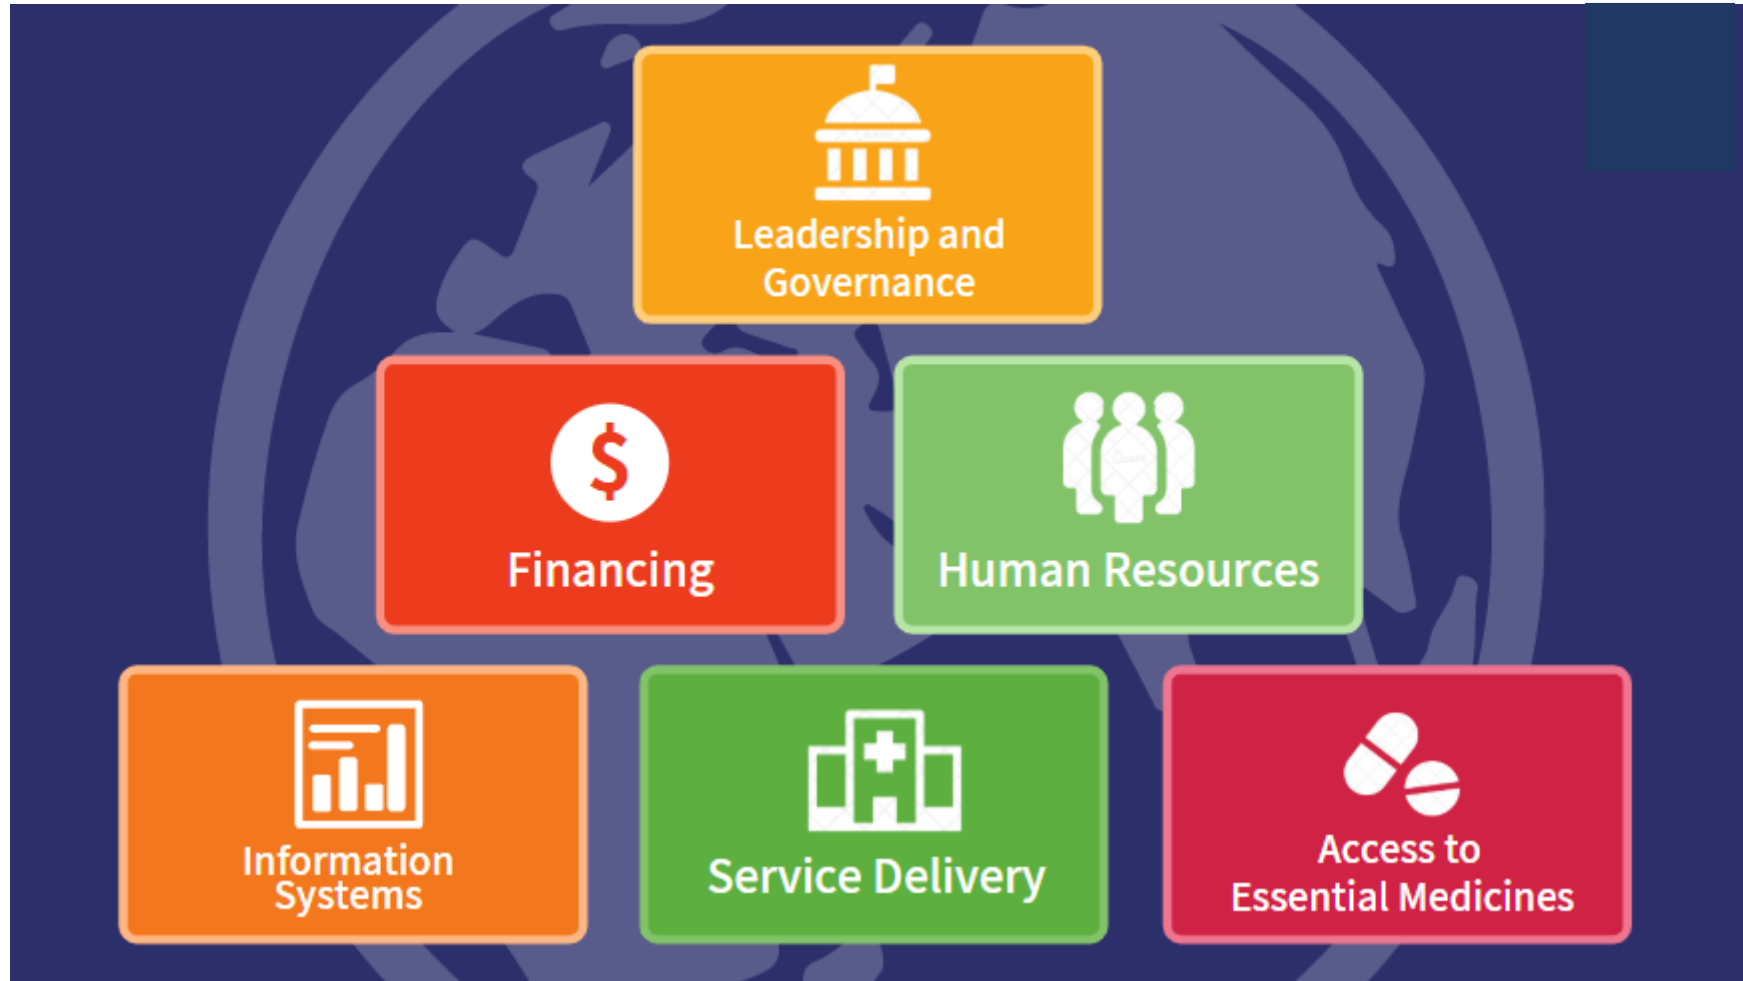 Leadership and
Governance
$
Financing
Human Resources
Information
Systems
Service Delivery
Access to
Essential Medicines